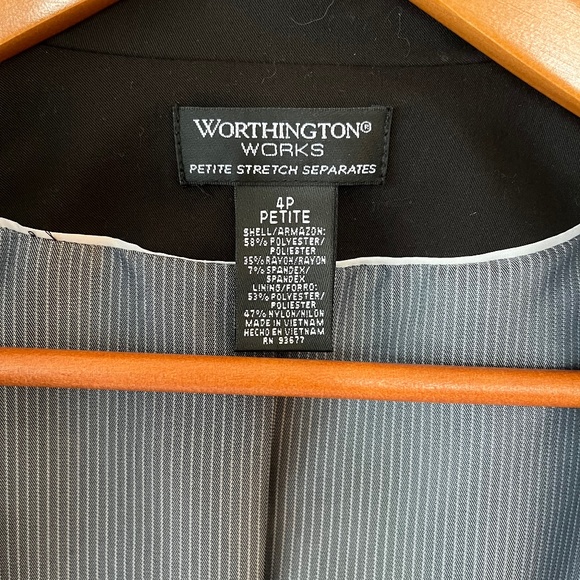 WORTHINGTON®
WORKS
PETITE STRETCH SEPARATES
4P
PETITE
SHELL/ARMAZON:
58% POLYESTER/
POLIESTER
35% RAYON/RAYON
7% SPANDEX/
SPANDEX
LINING/FORRO:
53% POLYESTER/
POLIESTER
47% NYLON/NILON
MADE IN VIETNAM
HECHO EN VIETNAM
RN 93677